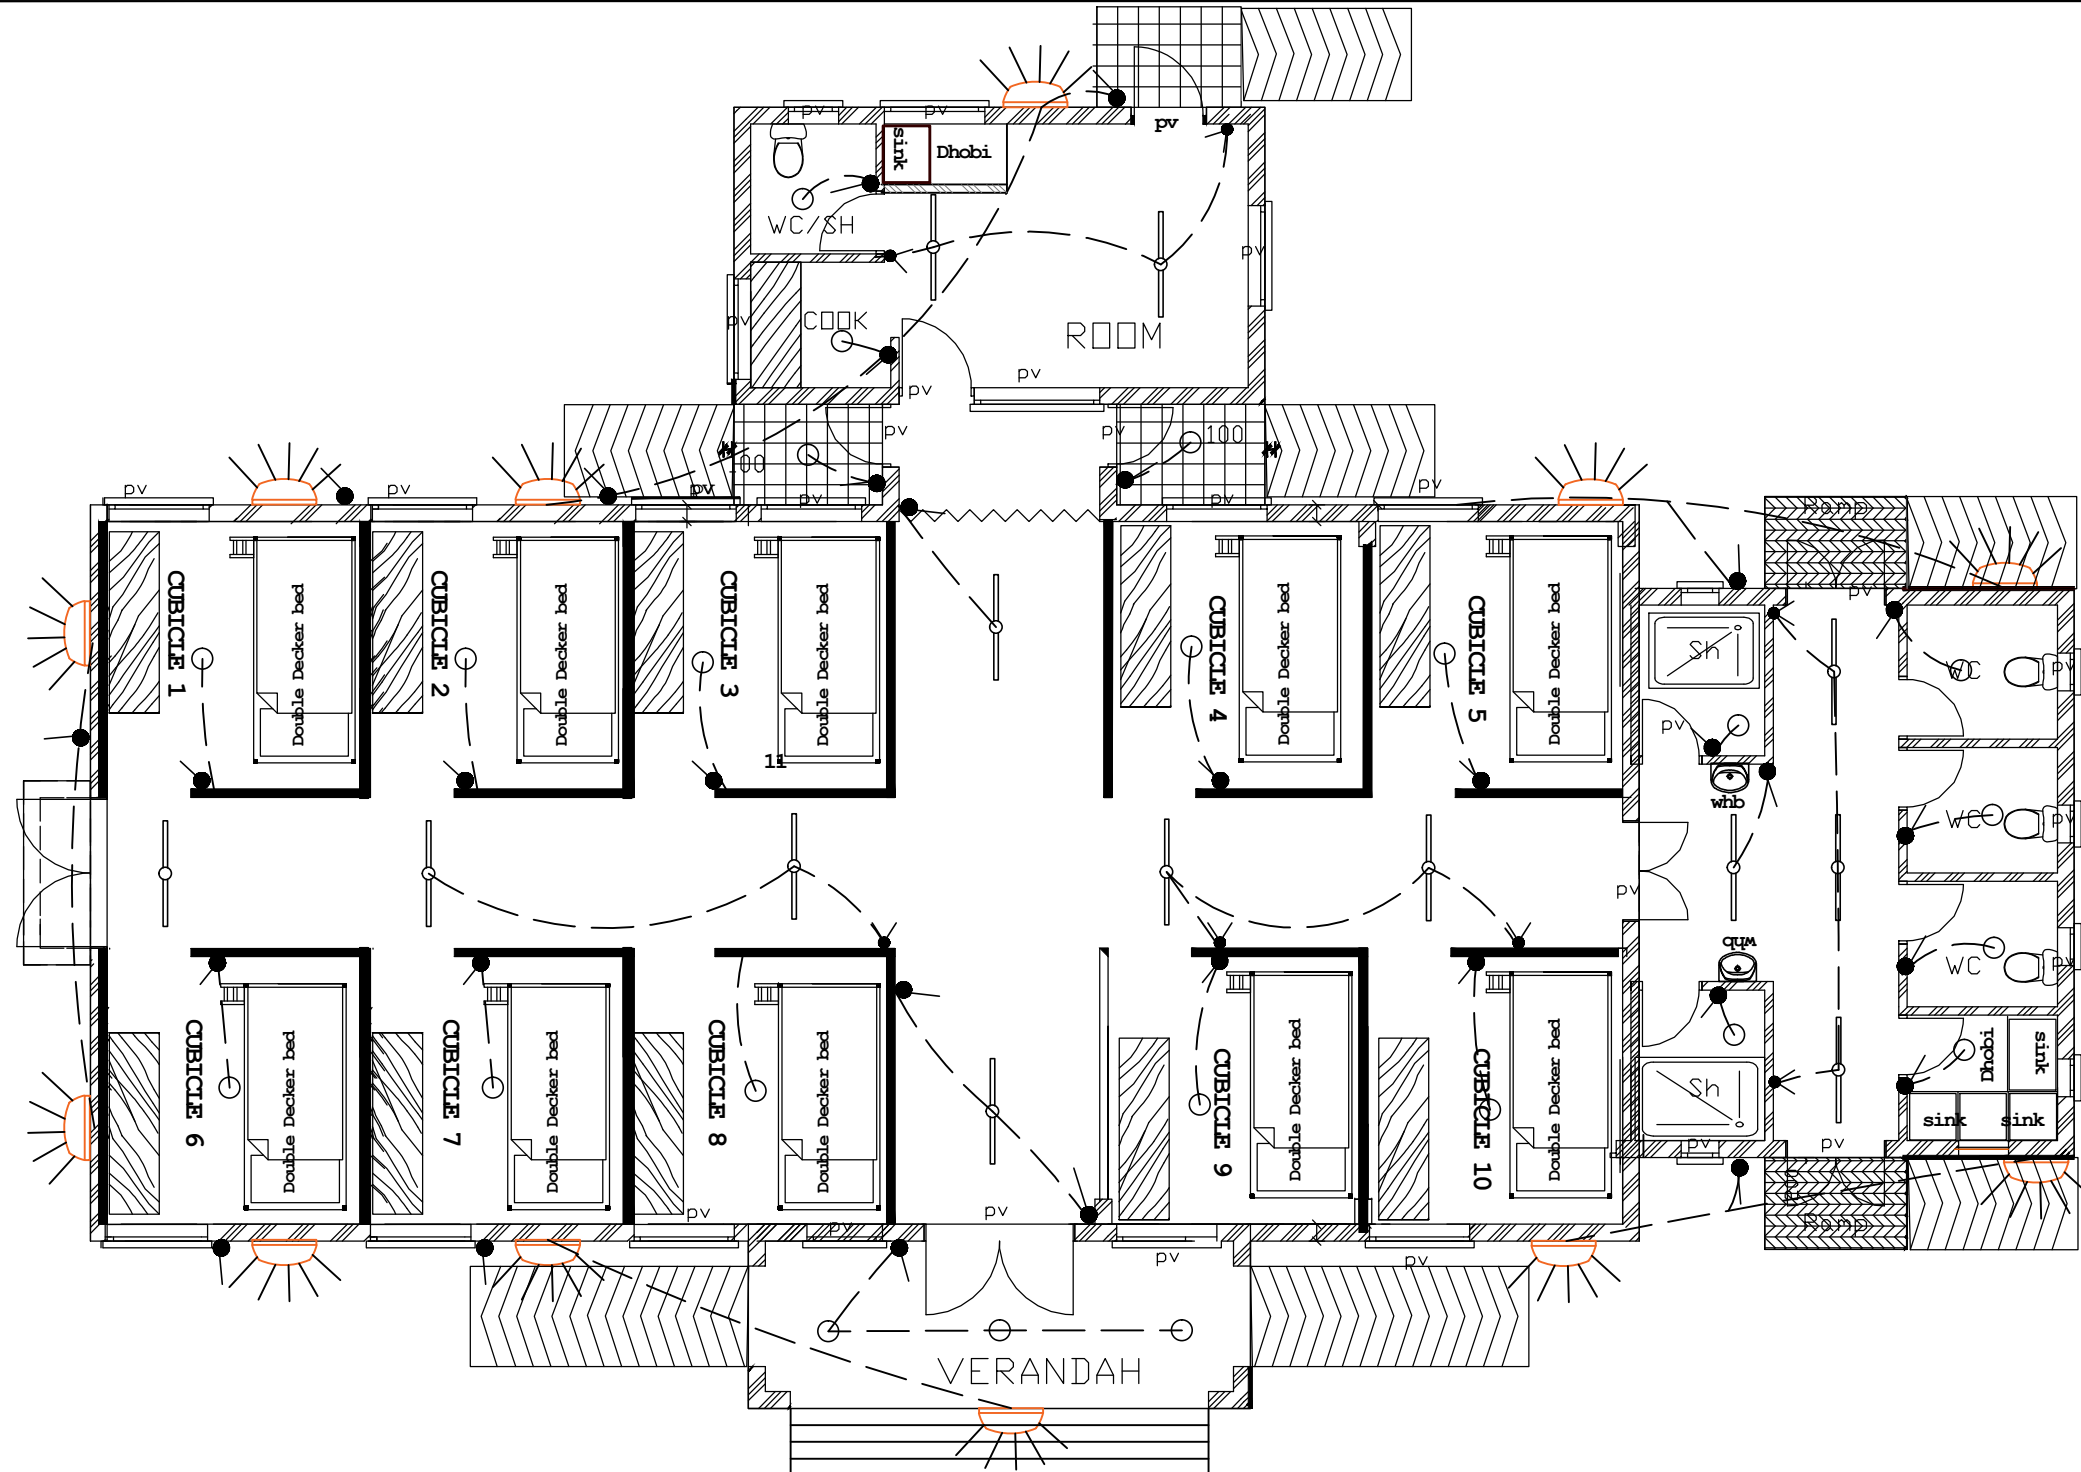 pv
pv
pv
sink
Dhobi
WC/SH
pv
pv
COOK
ROOM
pv
pv
pv
pv
100
100
pv
pv
pv
pv
pv
pv
Ramp
CUBICLE 1
Double Decker bed
CUBICLE 2
Double Decker bed
CUBICLE 3
Double Decker bed
11
CUBICLE 4
Double Decker bed
CUBICLE 5
Double Decker bed
pv
Sh
pv
whb
WC
pv
WC
pv
pv
whb
WC
pv
CUBICLE 6
Double Decker bed
CUBICLE 7
Double Decker bed
CUBICLE 8
Double Decker bed
CUBICLE 9
Double Decker bed
CUBICLE 10
Double Decker bed
Sh
Dhobi
sink
pv
sink
sink
pv
pv
pv
pv
pv
pv
pv
Ramp
VERANDAH